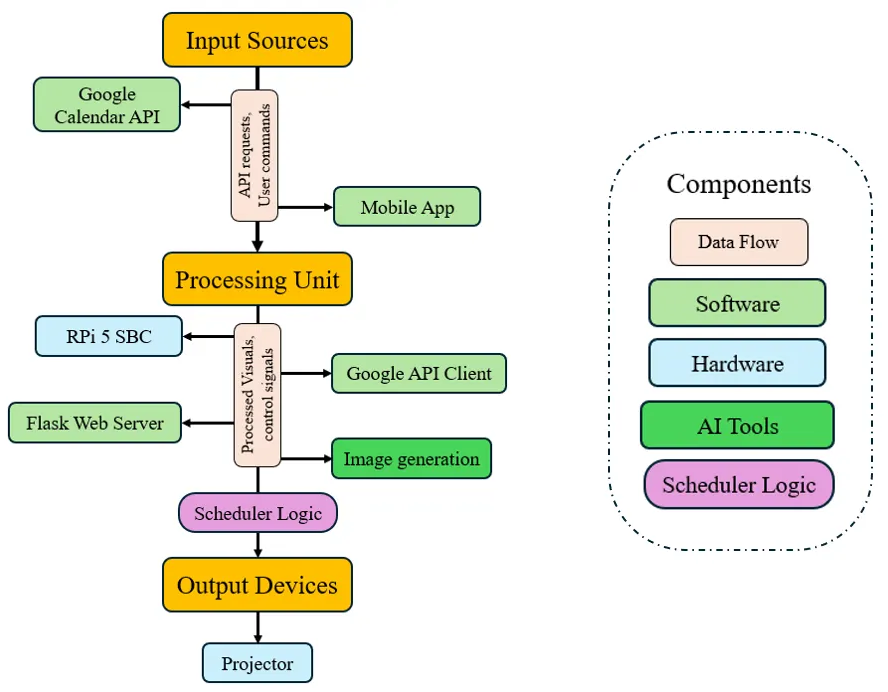 Input Sources
Google
Calendar API
API requests,
User commands
Mobile App
Processing Unit
RPi 5 SBC
Processed Visuals,
control signals
Google API Client
Flask Web Server
Image generation
Scheduler Logic
Output Devices
Projector
Components
Data Flow
Software
Hardware
AI Tools
Scheduler Logic